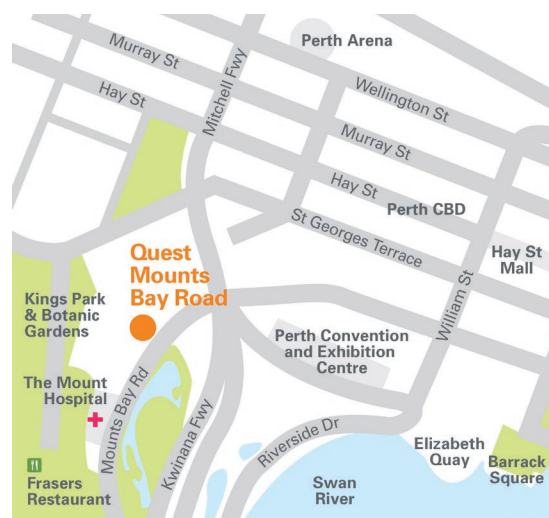 Perth Arena
Murray St
Mitchell Fwy
Wellington St
Hay St
Murray St
Hay St
Perth CBD
St Georges Terrace
Hay St
Mall
Quest
Mounts
Bay Road
Kings Park
& Botanic
Gardens
William St
Perth Convention
and Exhibition
Centre
The Mount
Hospital
Mounts Bay Rd
Kwinana Fwy
Riverside Dr
Elizabeth
Quay
Barrack
Square
Frasers
Restaurant
Swan
River